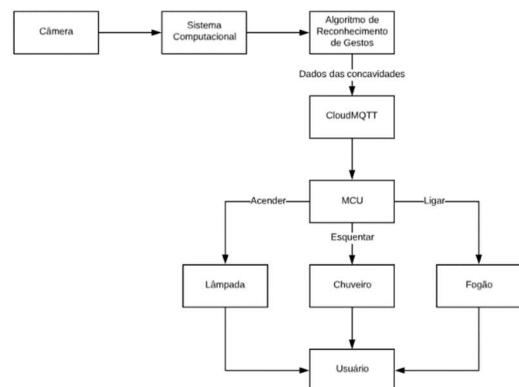 Câmera
Sistema
Computacional
Algoritmo de
Reconhecimento
de Gestos
Dados das concavidades
CloudMQTT
MCU
Acender
Ligar
Esquentar
Lâmpada
Chuveiro
Fogão
Usuário